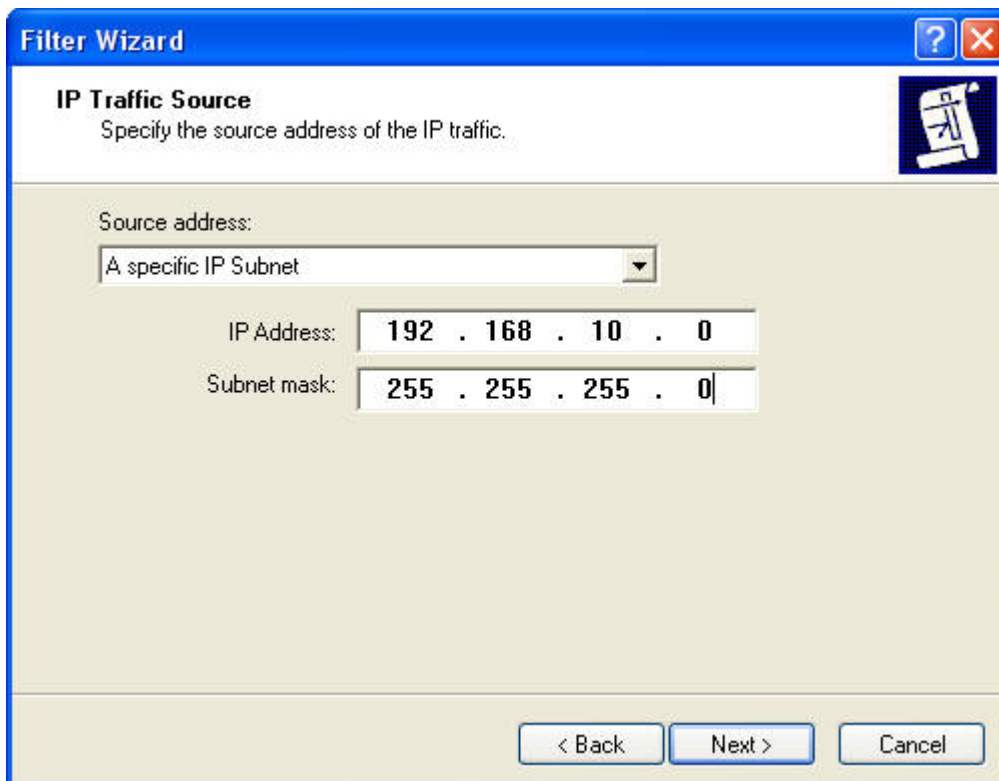 Filter Wizard
IP Traffic Source
Specify the source address of the IP traffic.
Source address:
A specific IP Subnet
IP Address: 192 . 168 . 10 . 0
Subnet mask: 255 . 255 . 255 . 0
< Back Next > Cancel